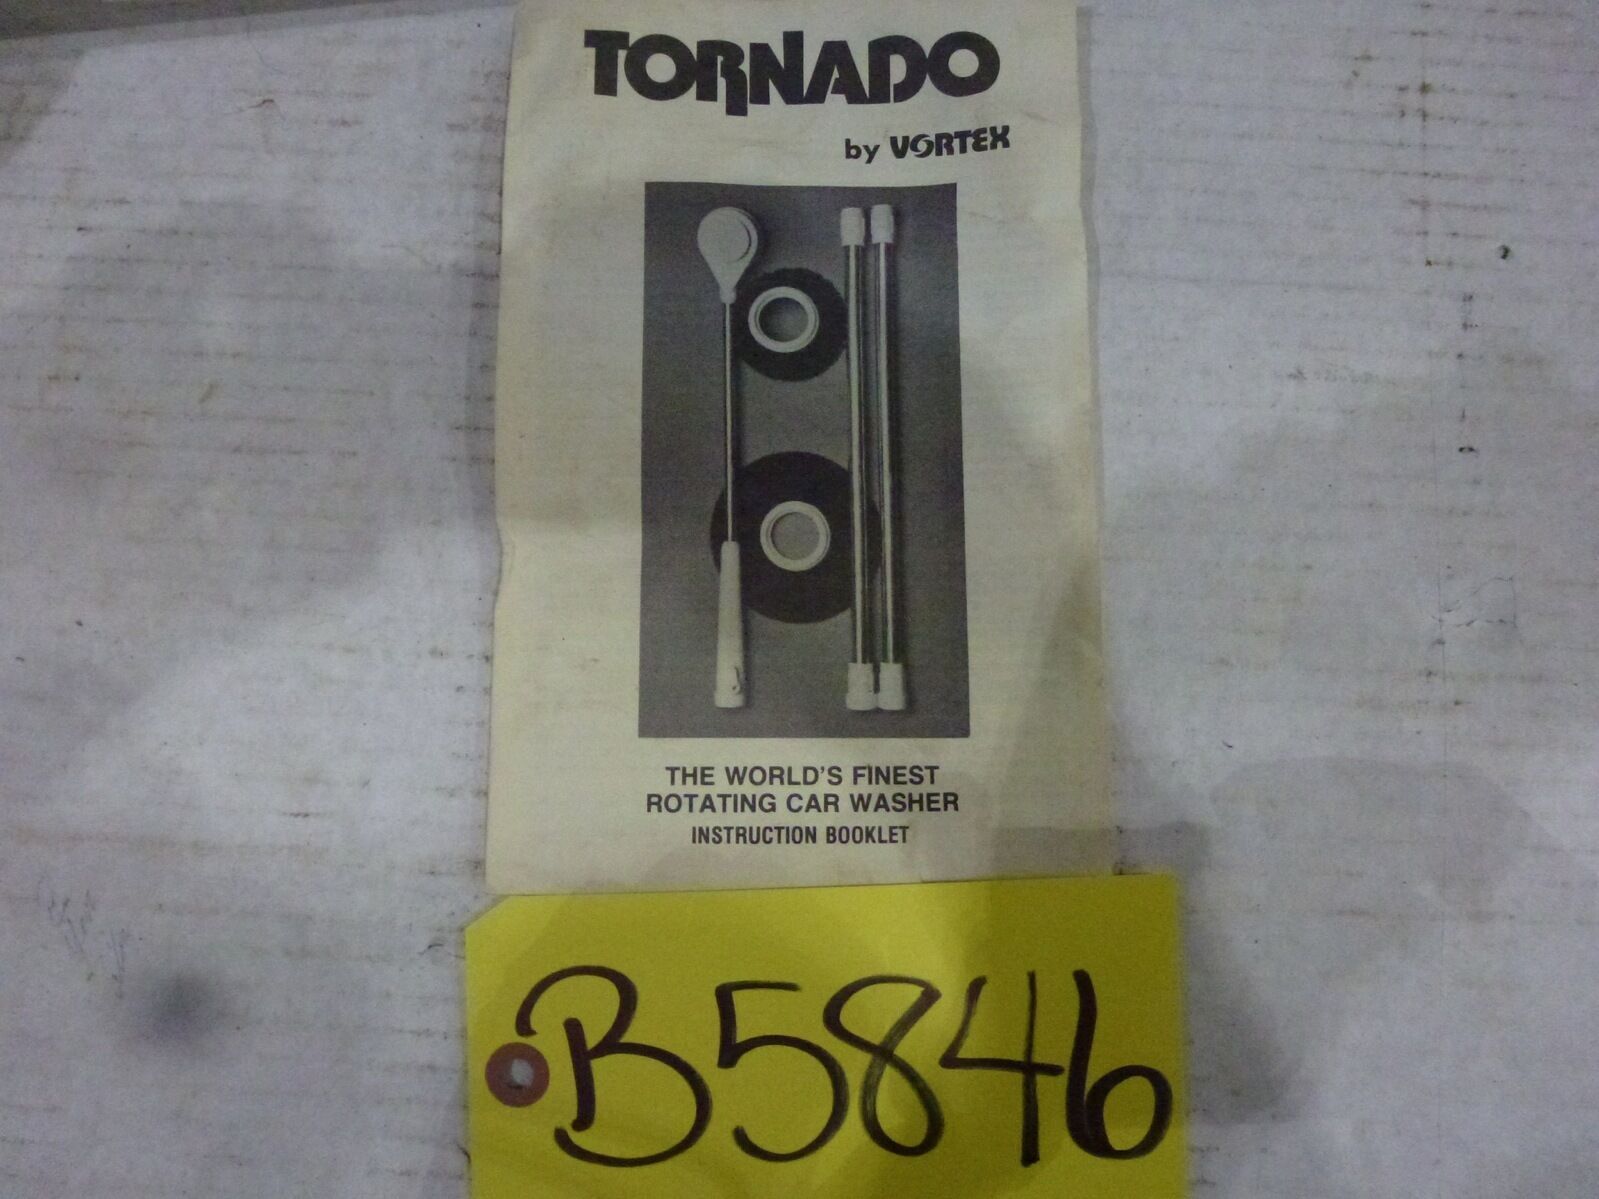 TORNADO
by VORTEX
THE WORLD'S FINEST
ROTATING CAR WASHER
INSTRUCTION BOOKLET
B5846